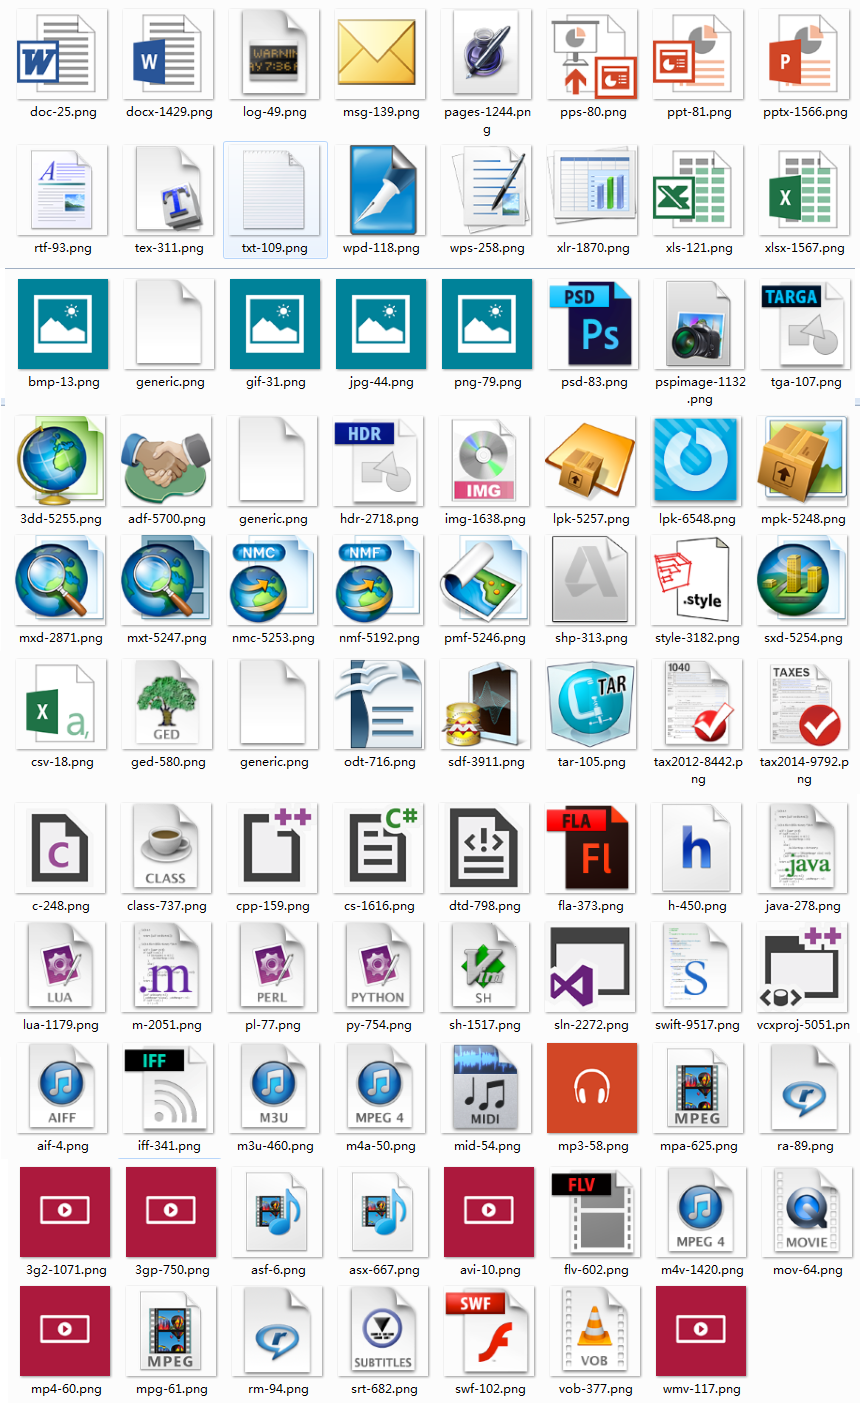 W W WARNIN P
AY 7:36A
doc-25.png docx-1429.png log-49.png msg-139.png pages-1244.pn pps-80.png ppt-81.png pptx-1566.png
g
A T X X
rtf-93.png tex-311.png txt-109.png wpd-118.png wps-258.png xlr-1870.png xls-121.png xlsx-1567.png
PSD TARGA
Ps
bmp-13.png generic.png gif-31.png jpg-44.png png-79.png psd-83.png pspimage-1132 tga-107.png
.png
HDR
IMG
3dd-5255.png adf-5700.png generic.png hdr-2718.png img-1638.png lpk-5257.png lpk-6548.png mpk-5248.png
NMC NMF
.style
mxd-2871.png mxt-5247.png nmc-5253.png nmf-5192.png pmf-5246.png shp-313.png style-3182.png sxd-5254.png
1040 TAXES
X a, GED TAR
csv-18.png ged-580.png generic.png odt-716.png sdf-3911.png tar-105.png tax2012-8442.p tax2014-9792.p
ng ng
++ C# FLA
C CLASS <!> Fl h .java
c-248.png class-737.png cpp-159.png cs-1616.png dtd-798.png fla-373.png h-450.png java-278.png
++
LUA .m PERL PYTHON Vim SH S
lua-1179.png m-2051.png pl-77.png py-754.png sh-1517.png sln-2272.png swift-9517.png vcxproj-5051.pn
IFF
AIFF M3U MPEG 4 MIDI MPEG r
aif-4.png iff-341.png m3u-460.png m4a-50.png mid-54.png mp3-58.png mpa-625.png ra-89.png
FLV
MPEG 4 MOVIE
3g2-1071.png 3gp-750.png asf-6.png asx-667.png avi-10.png flv-602.png m4v-1420.png mov-64.png
SWF
MPEG r SUBTITLES VOB
mp4-60.png mpg-61.png rm-94.png srt-682.png swf-102.png vob-377.png wmv-117.png